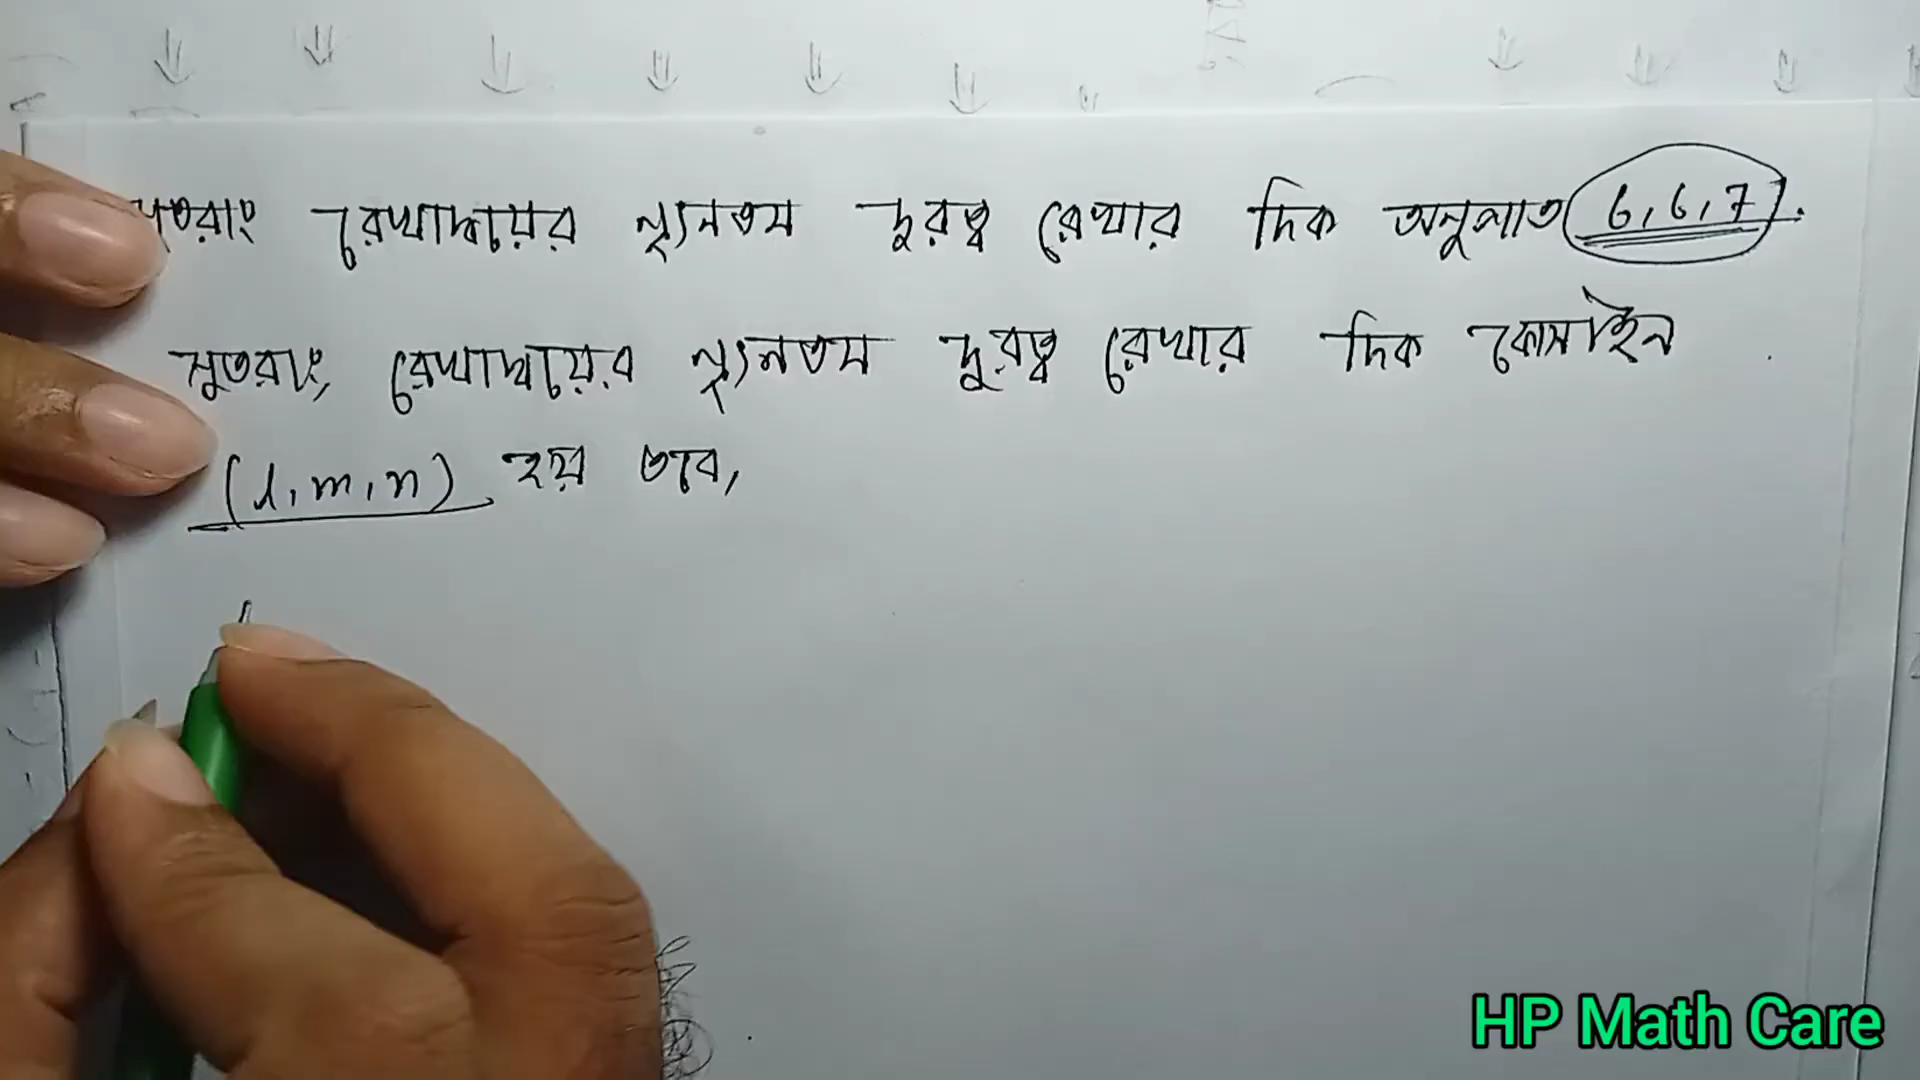 সুতরাং রেখাদ্বয়ের ন্যূনতম দূরত্ব রেখার দিক অনুপাত 6, 6, 7.
সুতরাং, রেখাদ্বয়ের ন্যূনতম দূরত্ব রেখার দিক কোসাইন
(l, m, n) হয় তবে,
HP Math Care